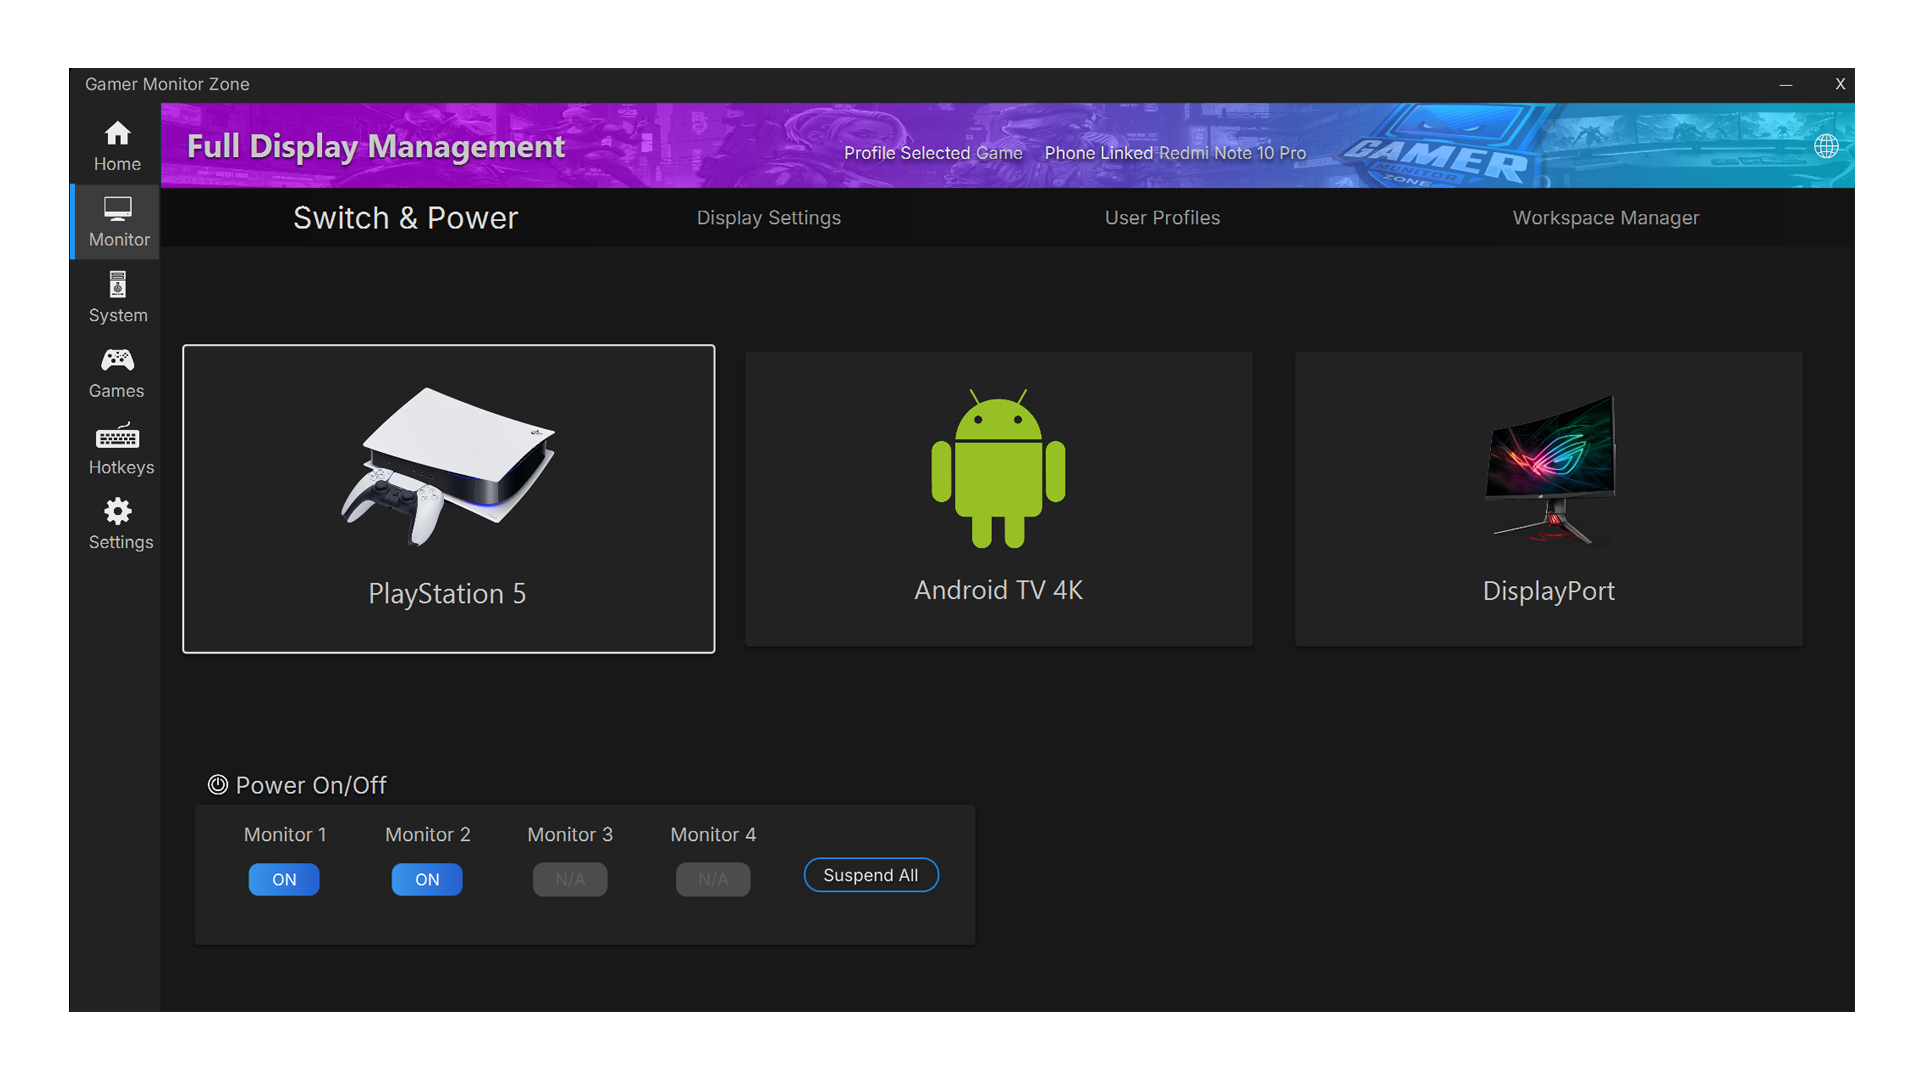 Gamer Monitor Zone
X
Home
Monitor
System
Games
Hotkeys
Settings
Full Display Management
Profile Selected Game Phone Linked Redmi Note 10 Pro
GAMER
MONITOR
ZONE
Switch & Power
Display Settings
User Profiles
Workspace Manager
PlayStation 5
Android TV 4K
DisplayPort
Power On/Off
Monitor 1 Monitor 2 Monitor 3 Monitor 4
ON ON N/A N/A
Suspend All